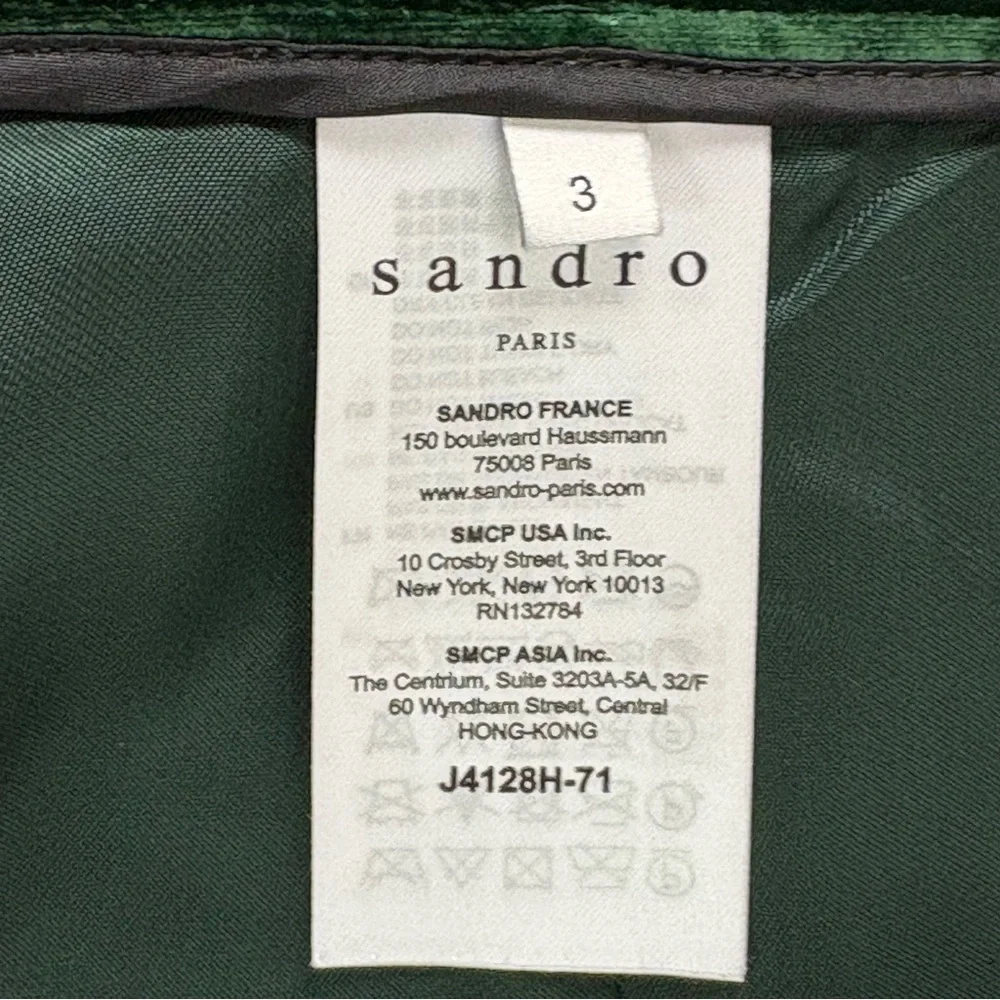 3
sandro
PARIS
SANDRO FRANCE
150 boulevard Haussmann
75008 Paris
www.sandro-paris.com
SMCP USA Inc.
10 Crosby Street, 3rd Floor
New York, New York 10013
RN132784
SMCP ASIA Inc.
The Centrium, Suite 3203A-5A, 32/F
60 Wyndham Street, Central
HONG-KONG
J4128H-71